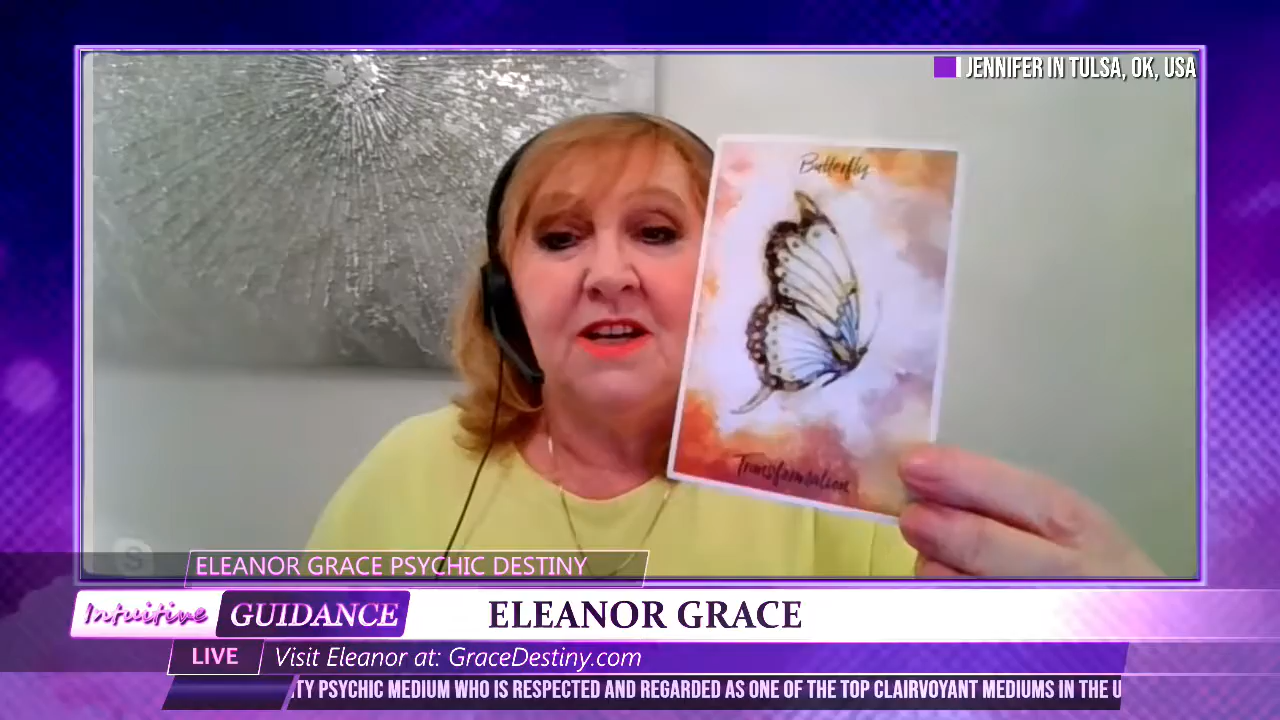 JENNIFER IN TULSA, OK, USA
Butterfly
Transformation
ELEANOR GRACE PSYCHIC DESTINY
Intuitive GUIDANCE
ELEANOR GRACE
LIVE
Visit Eleanor at: GraceDestiny.com
TY PSYCHIC MEDIUM WHO IS RESPECTED AND REGARDED AS ONE OF THE TOP CLAIRVOYANT MEDIUMS IN THE U